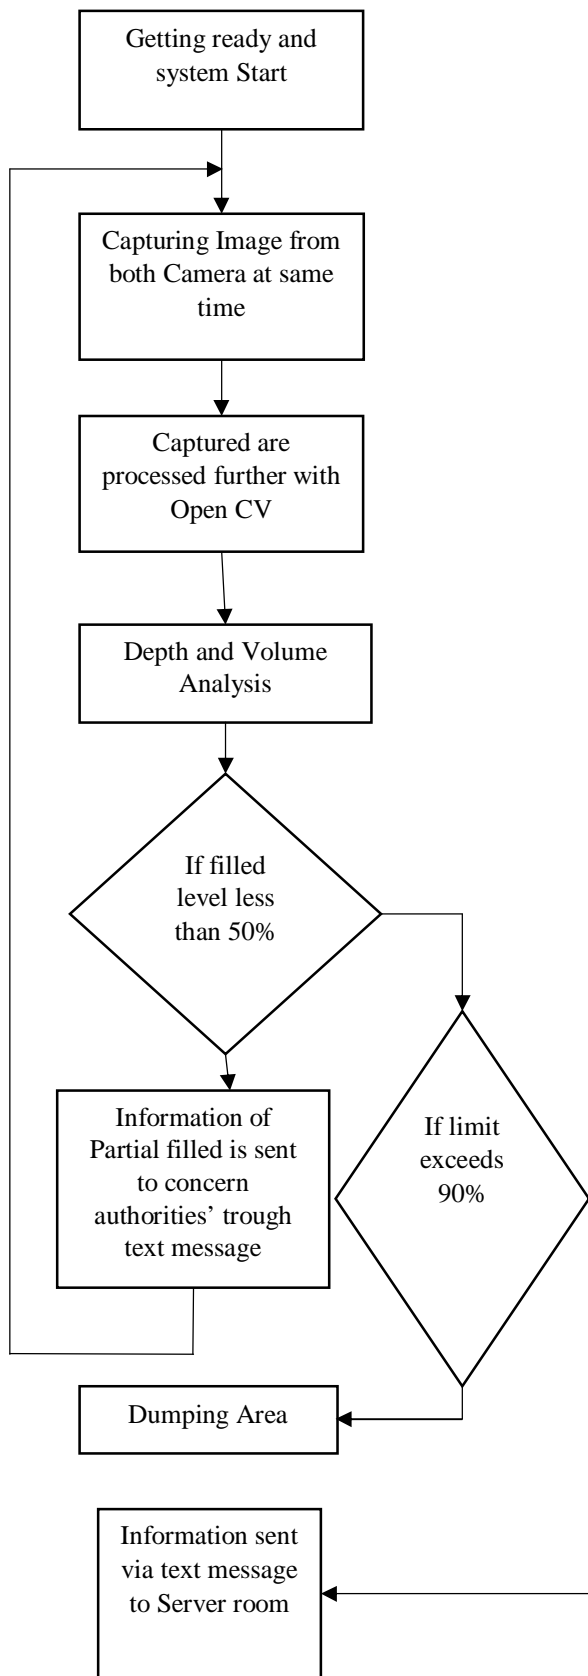 Getting ready and
system Start
Capturing Image from
both Camera at same
time
Captured are
processed further with
Open CV
Depth and Volume
Analysis
If filled
level less
than 50%
Information of
Partial filled is sent
to concern
authorities’ trough
text message
If limit
exceeds
90%
Dumping Area
Information sent
via text message
to Server room